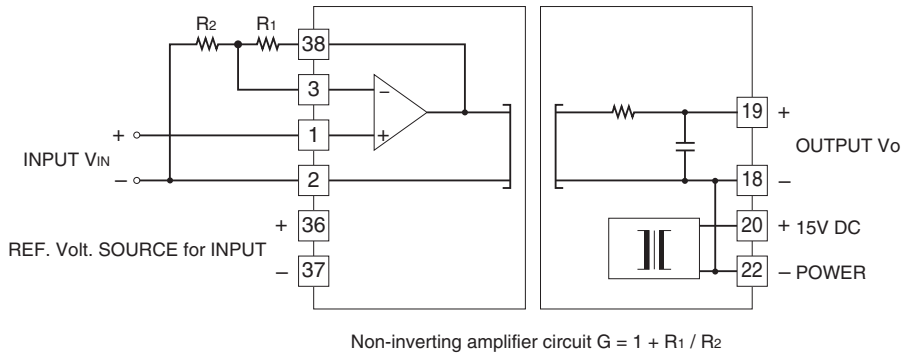 R2 R1
38
3
−
1
+
+
INPUT VIN
−
2
+ 36
REF. Volt. SOURCE for INPUT
− 37
19 +
OUTPUT Vo
18 −
20 + 15V DC
22 − POWER
Non-inverting amplifier circuit G = 1 + R1 / R2